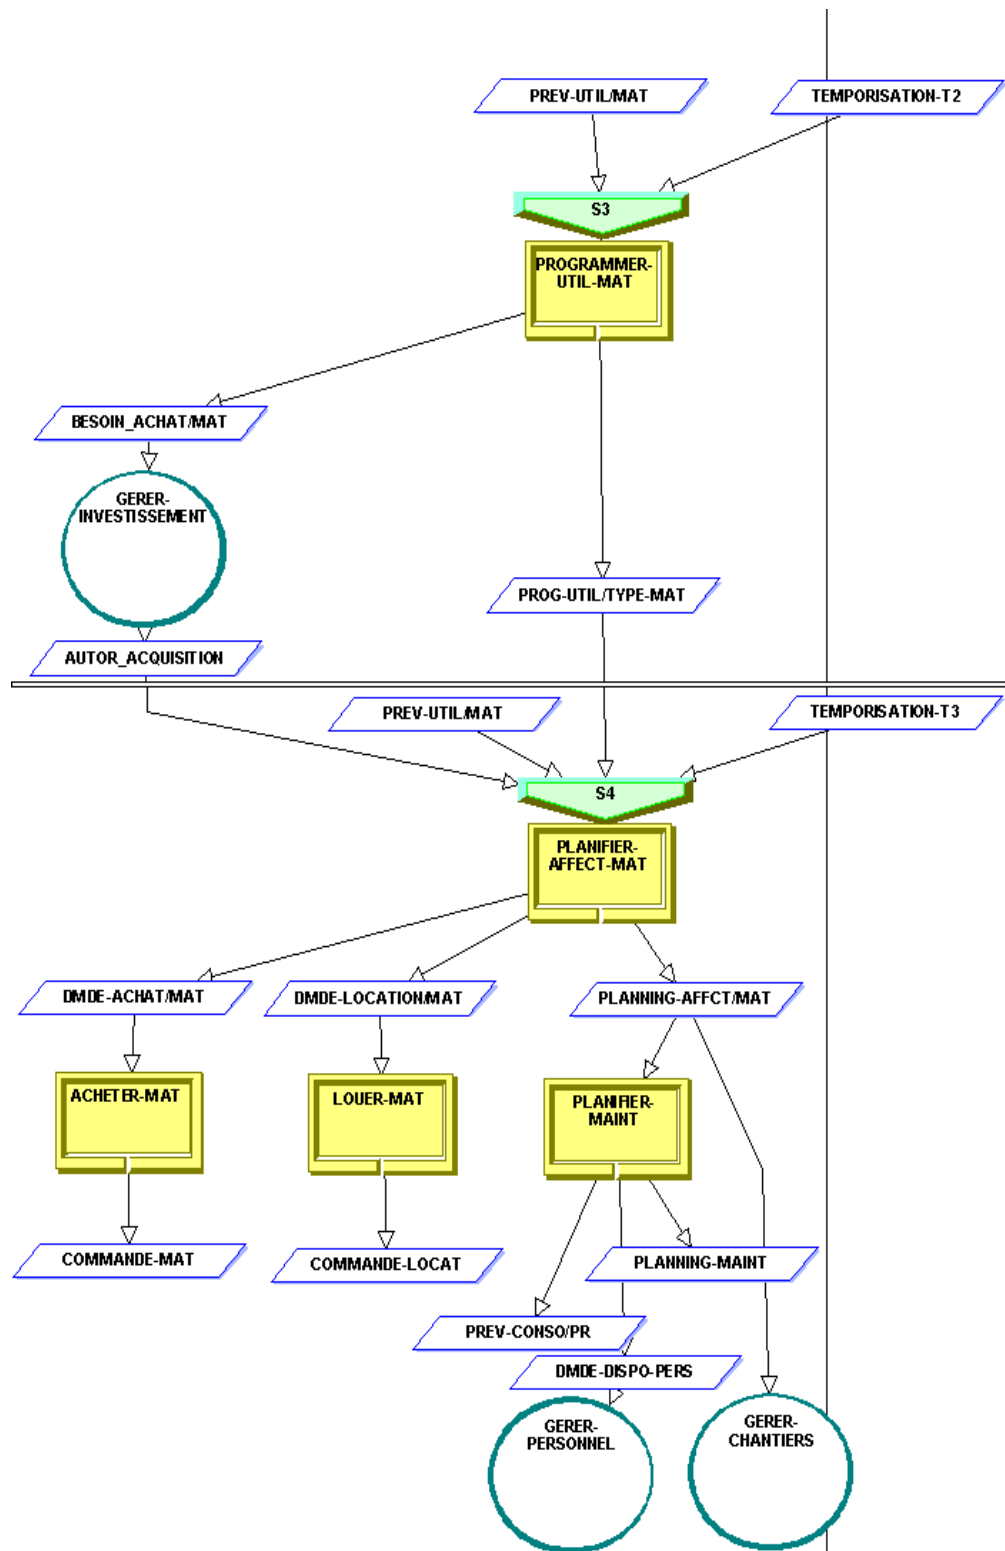 PREV-UTIL/MAT
TEMPORISATION-T2
S3
PROGRAMMER-
UTIL-MAT
BESOIN_ACHAT/MAT
GERER-
INVESTISSEMENT
PROG-UTIL/TYPE-MAT
AUTOR_ACQUISITION
PREV-UTIL/MAT
TEMPORISATION-T3
S4
PLANIFIER-
AFFECT-MAT
DMDE-ACHAT/MAT
DMDE-LOCATION/MAT
PLANNING-AFFCT/MAT
ACHETER-MAT
LOUER-MAT
PLANIFIER-
MAINT
COMMANDE-MAT
COMMANDE-LOCAT
PLANNING-MAINT
PREV-CONSO/PR
DMDE-DISPO-PERS
GERER-
PERSONNEL
GERER-
CHANTIERS